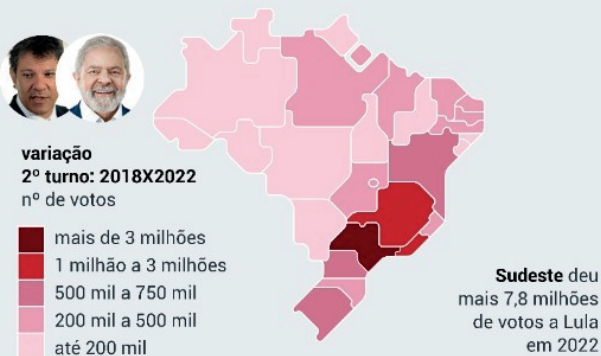 variação
2º turno: 2018X2022
nº de votos
mais de 3 milhões
1 milhão a 3 milhões
500 mil a 750 mil
200 mil a 500 mil
até 200 mil
Sudeste deu
mais 7,8 milhões
de votos a Lula
em 2022